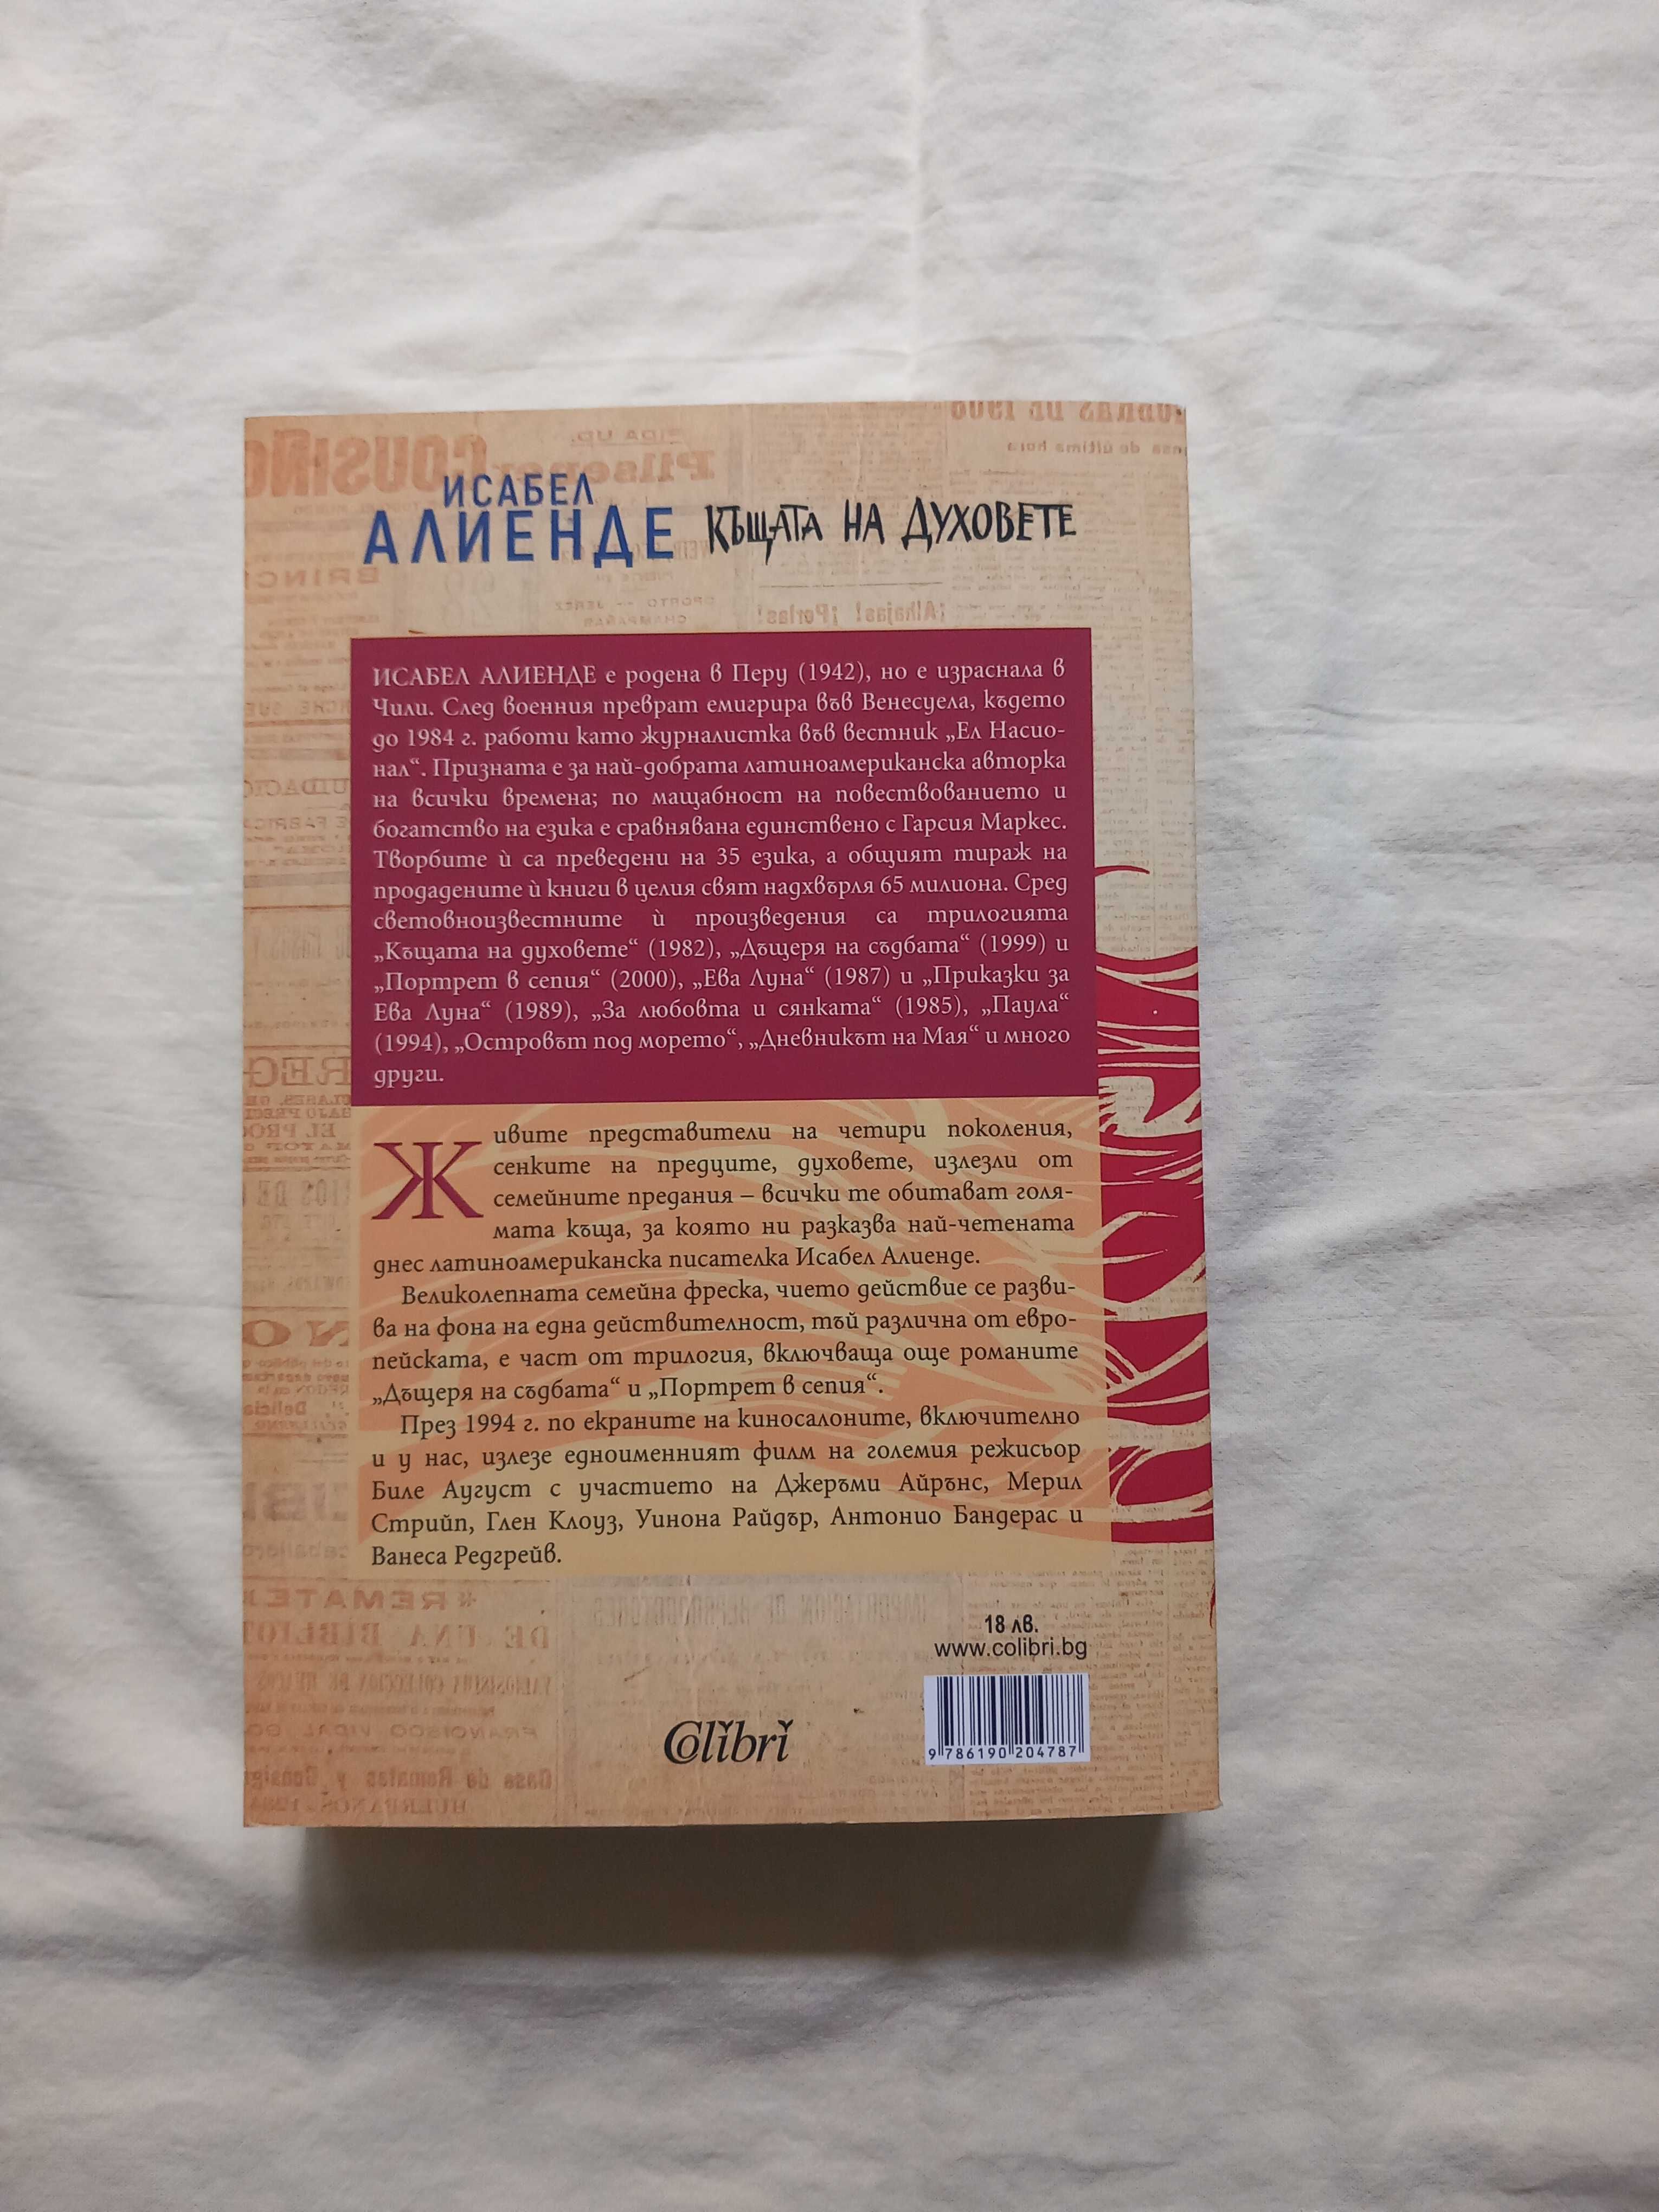 ИСАБЕЛ
АЛИЕНДЕ КЪЩАТА НА ДУХОВЕТЕ
ИСАБЕЛ АЛИЕНДЕ е родена в Перу (1942), но е израснала в
Чили. След военния преврат емигрира във Венесуела, където
до 1984 г. работи като журналистка във вестник „Ел Насио-
нал“. Призната е за най-добрата латиноамериканска авторка
на всички времена; по мащабност на повествованието и
богатство на езика е сравнявана единствено с Гарсия Маркес.
Творбите ѝ са преведени на 35 езика, а общият тираж на
продадените ѝ книги в целия свят надхвърля 65 милиона. Сред
световноизвестните ѝ произведения са трилогията
„Къщата на духовете“ (1982), „Дъщеря на съдбата“ (1999) и
„Портрет в сепия“ (2000), „Ева Луна“ (1987) и „Приказки за
Ева Луна“ (1989), „За любовта и сянката“ (1985), „Паула“
(1994), „Островът под морето“, „Дневникът на Мая“ и много
други.
Живите представители на четири поколения,
сенките на предците, духовете, излезли от
семейните предания – всички те обитават голя-
мата къща, за която ни разказва най-четената
днес латиноамериканска писателка Исабел Алиенде.
Великолепната семейна фреска, чието действие се разви-
ва на фона на една действителност, тъй различна от евро-
пейската, е част от трилогия, включваща още романите
„Дъщеря на съдбата“ и „Портрет в сепия“.
През 1994 г. по екраните на киносалоните, включително
и у нас, излезе едноименният филм на големия режисьор
Биле Аугуст с участието на Джеръми Айрънс, Мерил
Стрийп, Глен Клоуз, Уинона Райдър, Антонио Бандерас и
Ванеса Редгрейв.
18 лв.
www.colibri.bg
Colibri
9 786190 204787